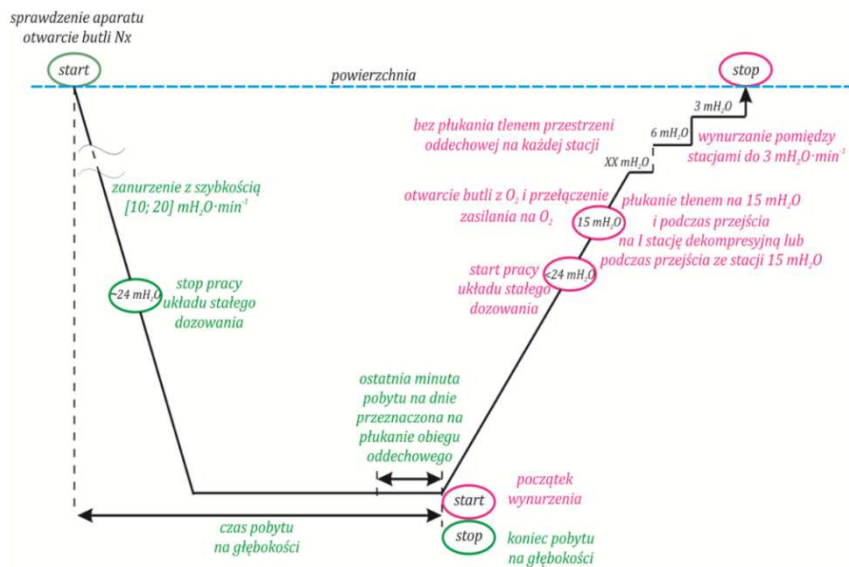 sprawdzenie aparatu
otwarcie butli Nx
start
powierzchnia
stop
3 mH₂O
bez płukania tlenem przestrzeni
oddechowej na każdej stacji
6 mH₂O
wynurzanie pomiędzy
stacjami do 3 mH₂O·min⁻¹
XX mH₂O
zanurzenie z szybkością
[10; 20] mH₂O·min⁻¹
otwarcie butli z O₂ i przełączenie
zasilania na O₂
15 mH₂O
płukanie tlenem na 15 mH₂O
i podczas przejścia
na I stację dekompresyjną lub
podczas przejścia ze stacji 15 mH₂O
~24 mH₂O
stop pracy
układu stałego
dozowania
start pracy
układu stałego
dozowania
<24 mH₂O
ostatnia minuta
pobytu na dnie
przeznaczona na
płukanie obiegu
oddechowego
start
początek
wynurzenia
czas pobytu
na głębokości
stop
koniec pobytu
na głębokości